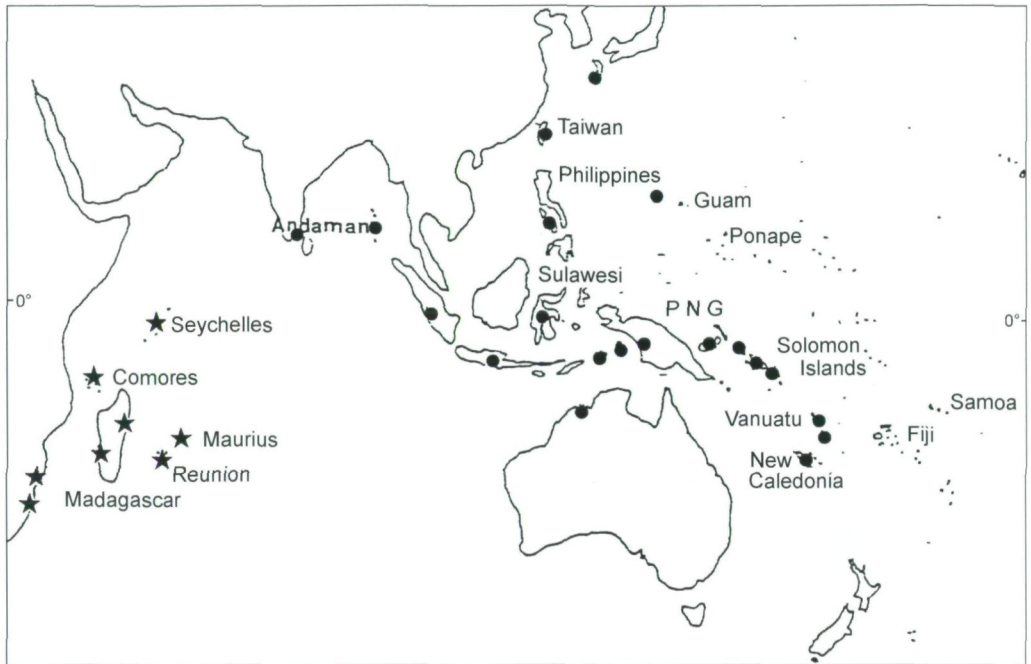 Taiwan
Philippines
Guam
Andaman
Ponape
Sulawesi
0°
PNG
0°
Seychelles
Solomon
Islands
Comores
Samoa
Vanuatu
Maurius
Fiji
New
Caledonia
Reunion
Madagascar